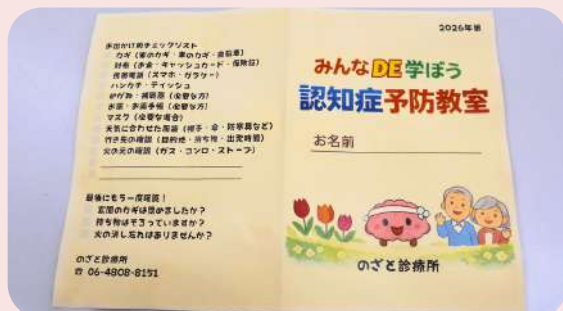 お出かけ前チェックリスト
カギ（家のカギ・車のカギ・自転車）
財布（お金・キャッシュカード・保険証）
携帯電話（スマホ・ガラケー）
ハンカチ・ティッシュ
めがね・補聴器（必要な方）
お薬・お薬手帳（必要な方）
マスク（必要な場合）
天気に合わせた服装（帽子・傘・防寒具など）
行き先の確認（目的地・持ち物・出発時間）
火の元の確認（ガス・コンロ・ストーブ）
最後にもう一度確認！
玄関のカギは閉めましたか？
持ち物はそろっていますか？
火の消し忘れはありませんか？
のざと診療所
☎ 06-4808-8151
2026年版
みんなDE学ぼう
認知症予防教室
お名前
のざと診療所